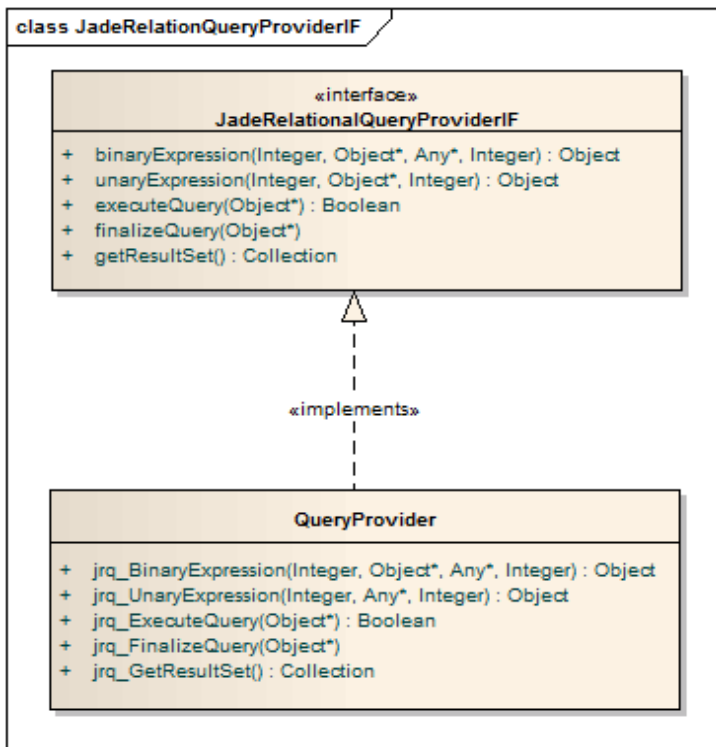 class JadeRelationQueryProviderIF
«interface»
JadeRelationalQueryProviderIF
+ binaryExpression(Integer, Object*, Any*, Integer) : Object
+ unaryExpression(Integer, Object*, Integer) : Object
+ executeQuery(Object*) : Boolean
+ finalizeQuery(Object*)
+ getResultSet() : Collection
«implements»
QueryProvider
+ jrq_BinaryExpression(Integer, Object*, Any*, Integer) : Object
+ jrq_UnaryExpression(Integer, Any*, Integer) : Object
+ jrq_ExecuteQuery(Object*) : Boolean
+ jrq_FinalizeQuery(Object*)
+ jrq_GetResultSet() : Collection